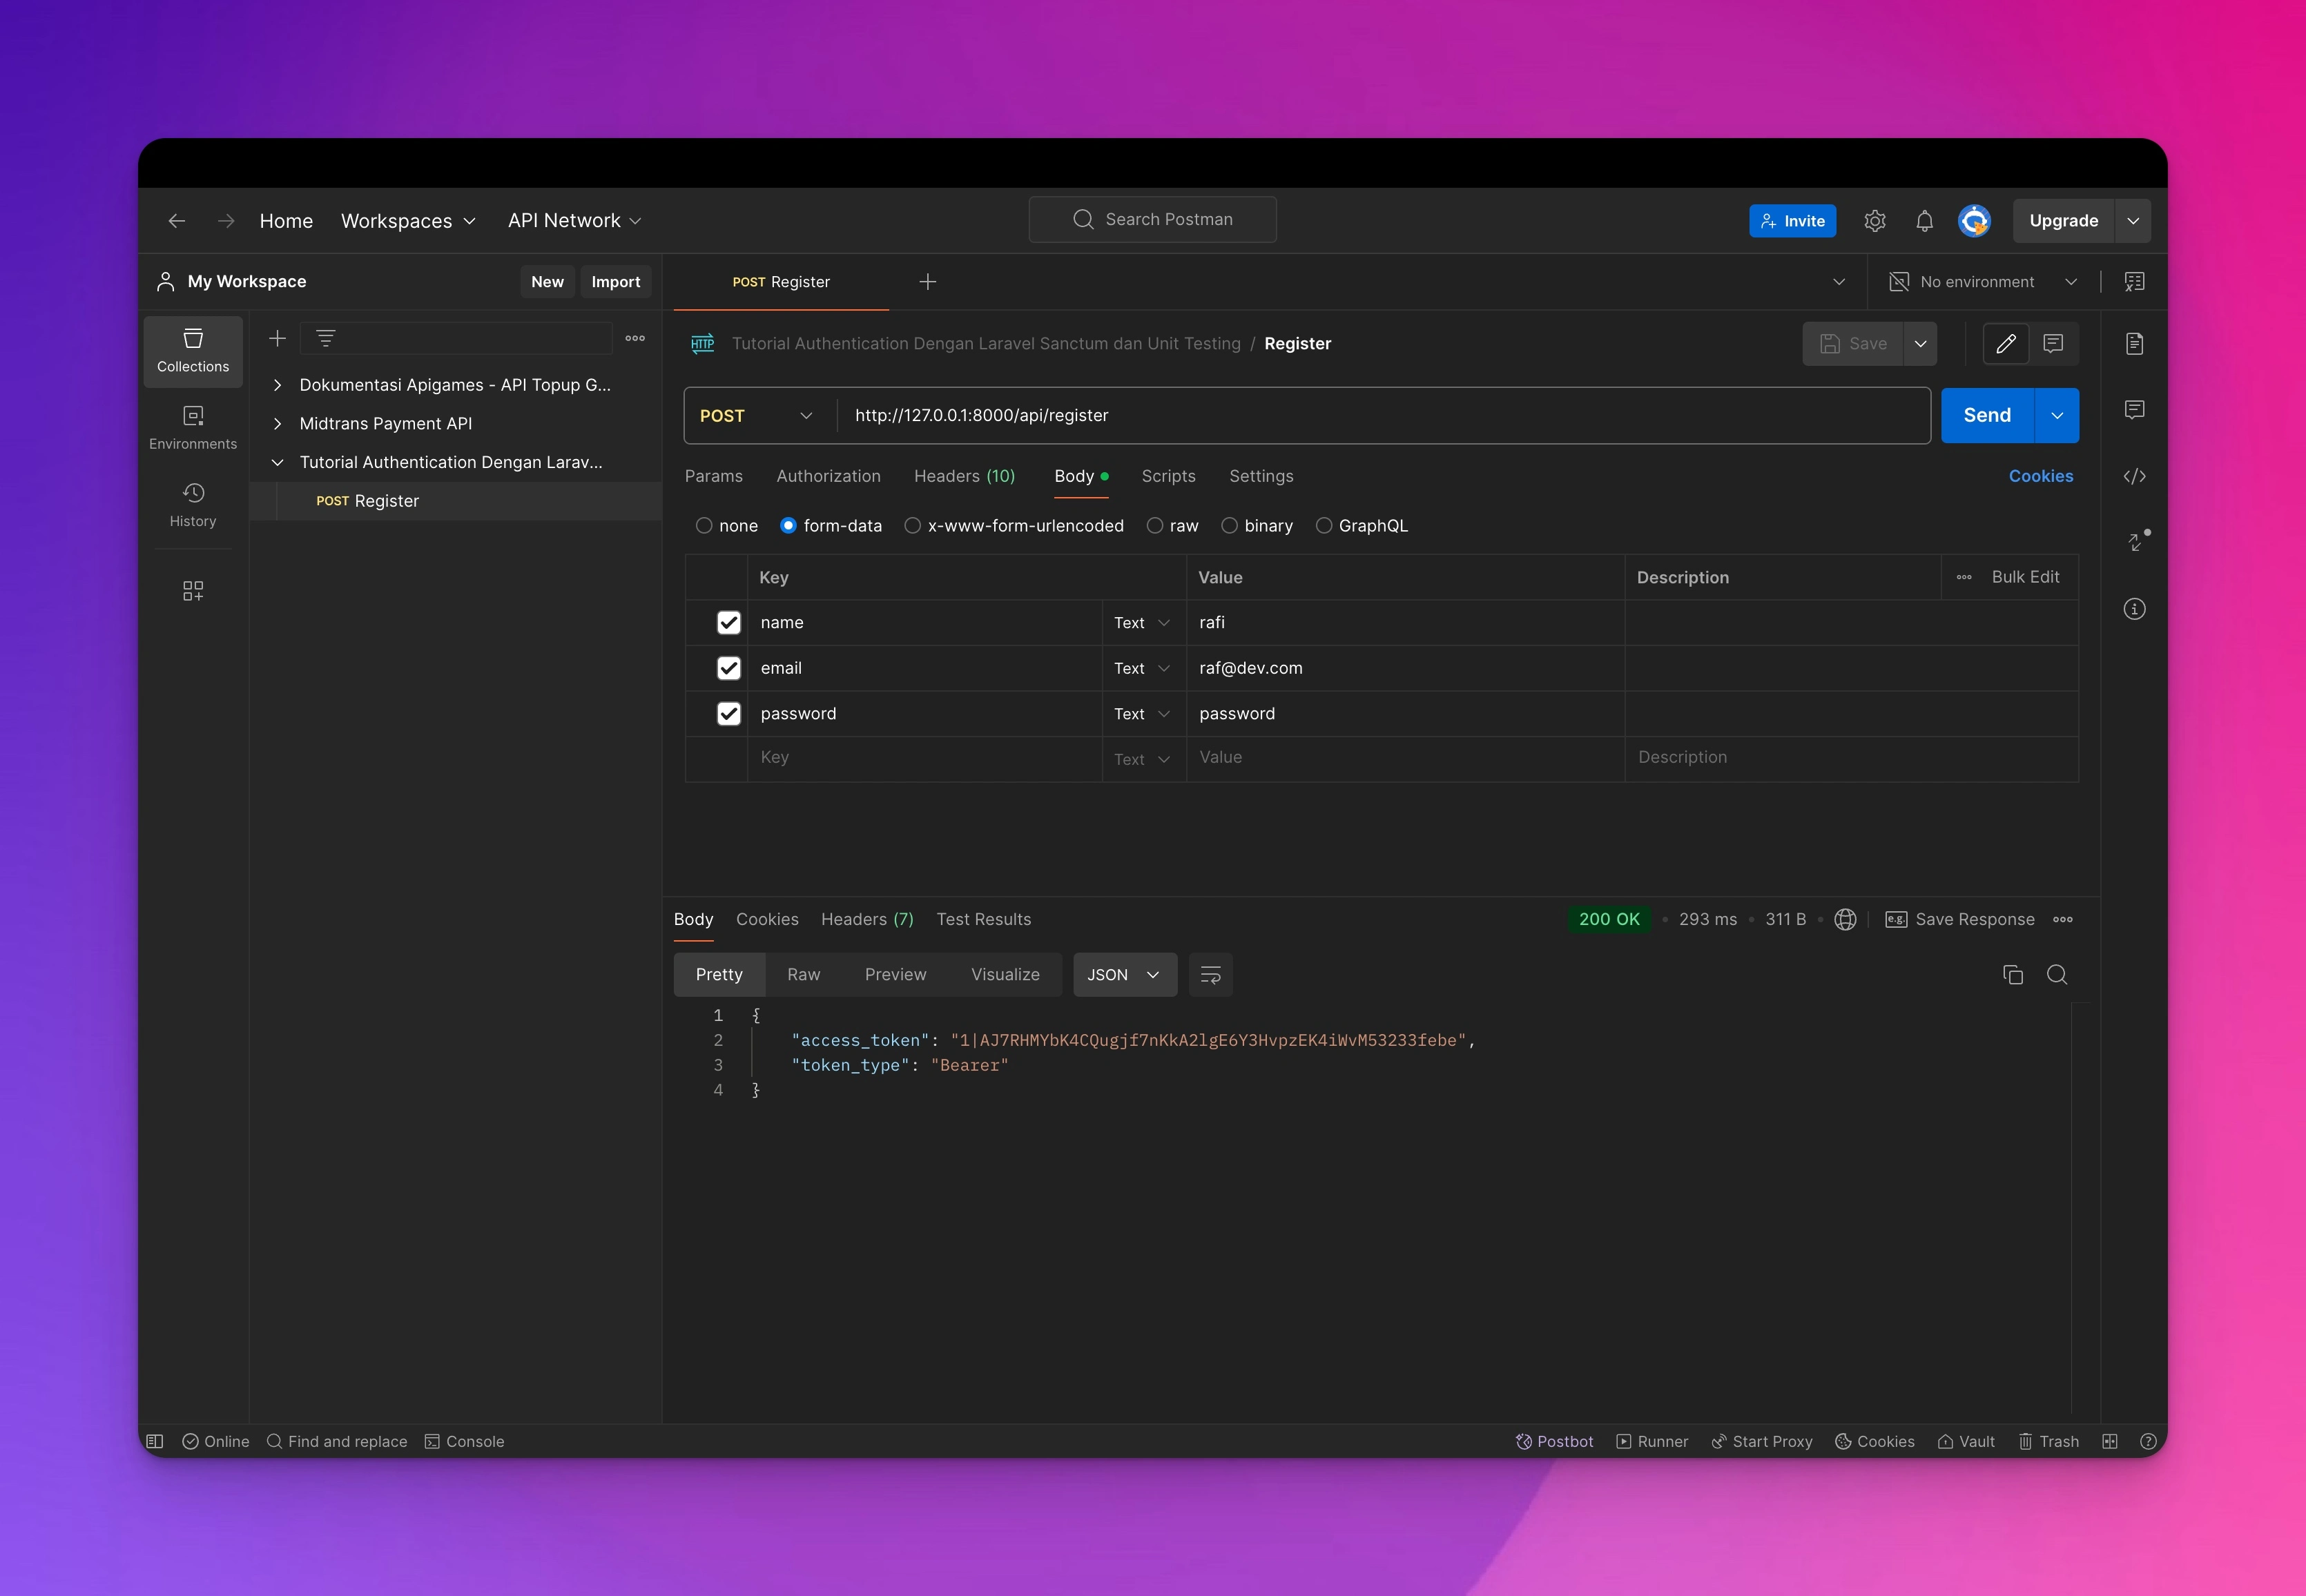 Home Workspaces API Network Search Postman Invite Upgrade
My Workspace New Import POST Register No environment
Collections
Environments
History
Dokumentasi Apigames - API Topup G...
Midtrans Payment API
Tutorial Authentication Dengan Larav...
POST Register
HTTP Tutorial Authentication Dengan Laravel Sanctum dan Unit Testing / Register Save
POST http://127.0.0.1:8000/api/register Send
Params Authorization Headers (10) Body Scripts Settings Cookies
none form-data x-www-form-urlencoded raw binary GraphQL
Key Value Description Bulk Edit
name Text rafi
email Text raf@dev.com
password Text password
Key Text Value Description
Body Cookies Headers (7) Test Results 200 OK 293 ms 311 B e.g. Save Response
Pretty Raw Preview Visualize JSON
1 {
2 "access_token": "1|AJ7RHMYbK4CQugjf7nKkA2lgE6Y3HvpzEK4iWvM53233febe",
3 "token_type": "Bearer"
4 }
Online Find and replace Console Postbot Runner Start Proxy Cookies Vault Trash